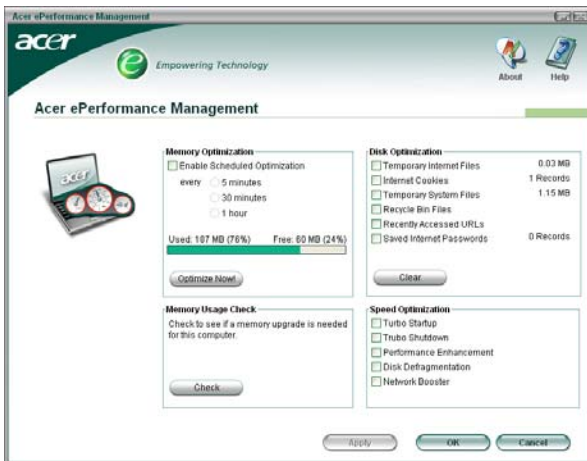 Acer ePerformance Management
acer
e
Empowering Technology
About
Help
Acer ePerformance Management
acer
Memory Optimization
Enable Scheduled Optimization
every
5 minutes
30 minutes
1 hour
Used: 187 MB (76%) Free: 60 MB (24%)
Optimize Now!
Memory Usage Check
Check to see if a memory upgrade is needed
for this computer.
Check
Disk Optimization
Temporary Internet Files 0.03 MB
Internet Cookies 1 Records
Temporary System Files 1.15 MB
Recycle Bin Files
Recently Accessed URLs
Saved Internet Passwords 0 Records
Clear
Speed Optimization
Turbo Startup
Trubo Shutdown
Performance Enhancement
Disk Defragmentation
Network Booster
Apply
OK
Cancel